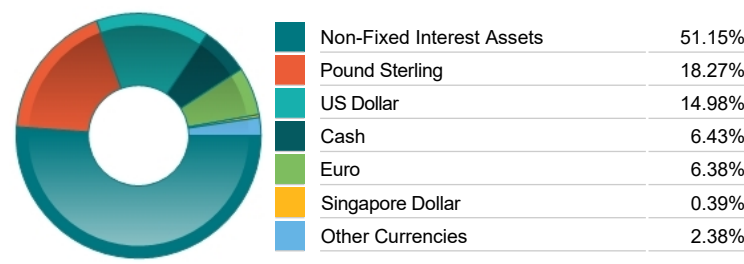 Non-Fixed Interest Assets 51.15%
Pound Sterling 18.27%
US Dollar 14.98%
Cash 6.43%
Euro 6.38%
Singapore Dollar 0.39%
Other Currencies 2.38%